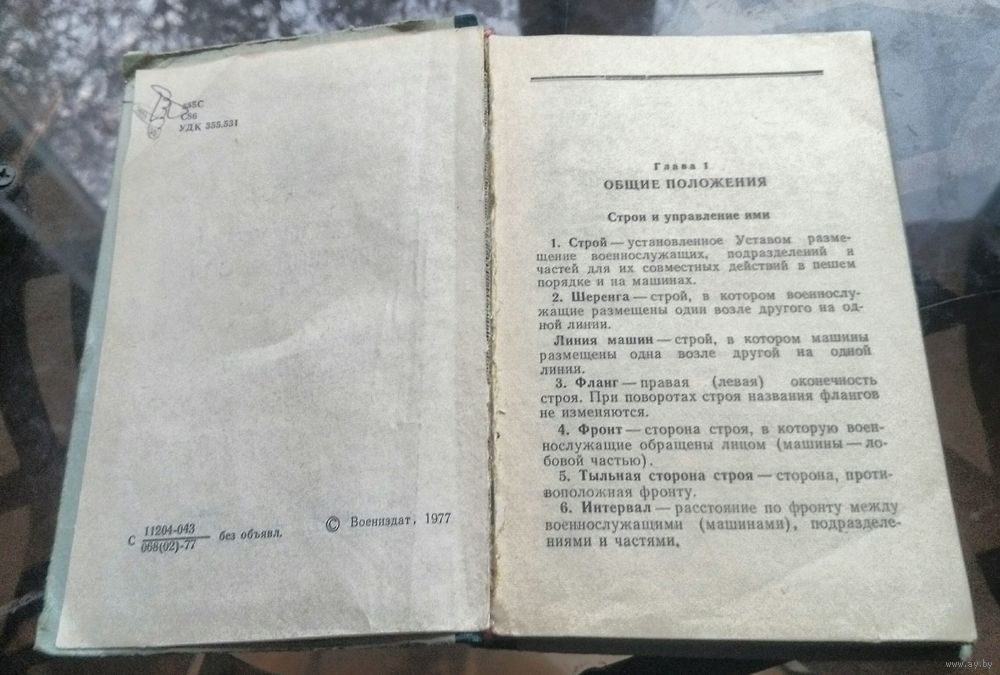 355С
С86
УДК 355.531
С 11204-043
068(02)-77
без объявл.
© Воениздат, 1977
Глава 1
ОБЩИЕ ПОЛОЖЕНИЯ
Строи и управление ими
1. Строй — установленное Уставом разме-
щение военнослужащих, подразделений и
частей для их совместных действий в пешем
порядке и на машинах.
2. Шеренга — строй, в котором военнослу-
жащие размещены один возле другого на од-
ной линии.
Линия машин — строй, в котором машины
размещены одна возле другой на одной
линии.
3. Фланг — правая (левая) оконечность
строя. При поворотах строя названия флангов
не изменяются.
4. Фронт — сторона строя, в которую воен-
нослужащие обращены лицом (машины — ло-
бовой частью).
5. Тыльная сторона строя — сторона, проти-
воположная фронту.
6. Интервал — расстояние по фронту между
военнослужащими (машинами), подразделе-
ниями и частями.
www.ay.by